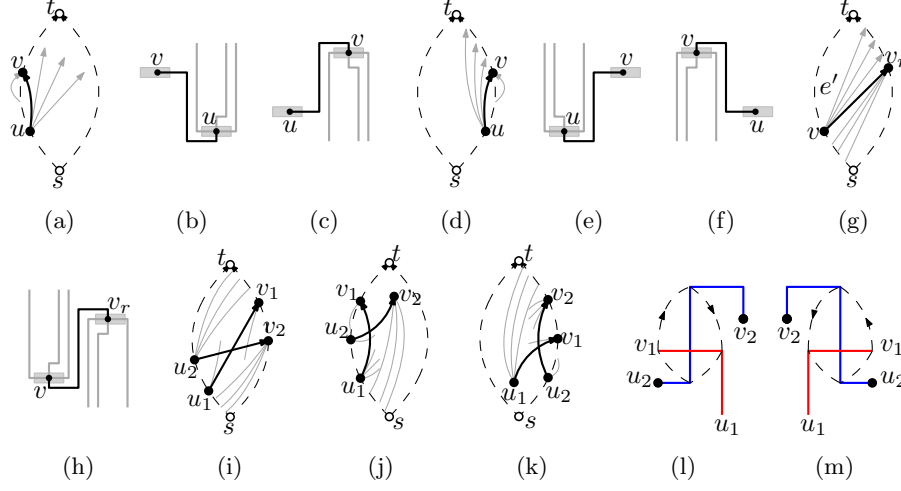 t v u s
v u
v u
t v u s
v u
v u
t v_r e' v s
(a) (b) (c) (d) (e) (f) (g)
v_r v
t v_1 v_2 u_2 u_1 s
t v_1 v_2 u_2 u_1 s
t v_2 v_1 u_1 u_2 s
v_1 v_2 u_2 u_1
v_2 v_1 u_2 u_1
(h) (i) (j) (k) (l) (m)